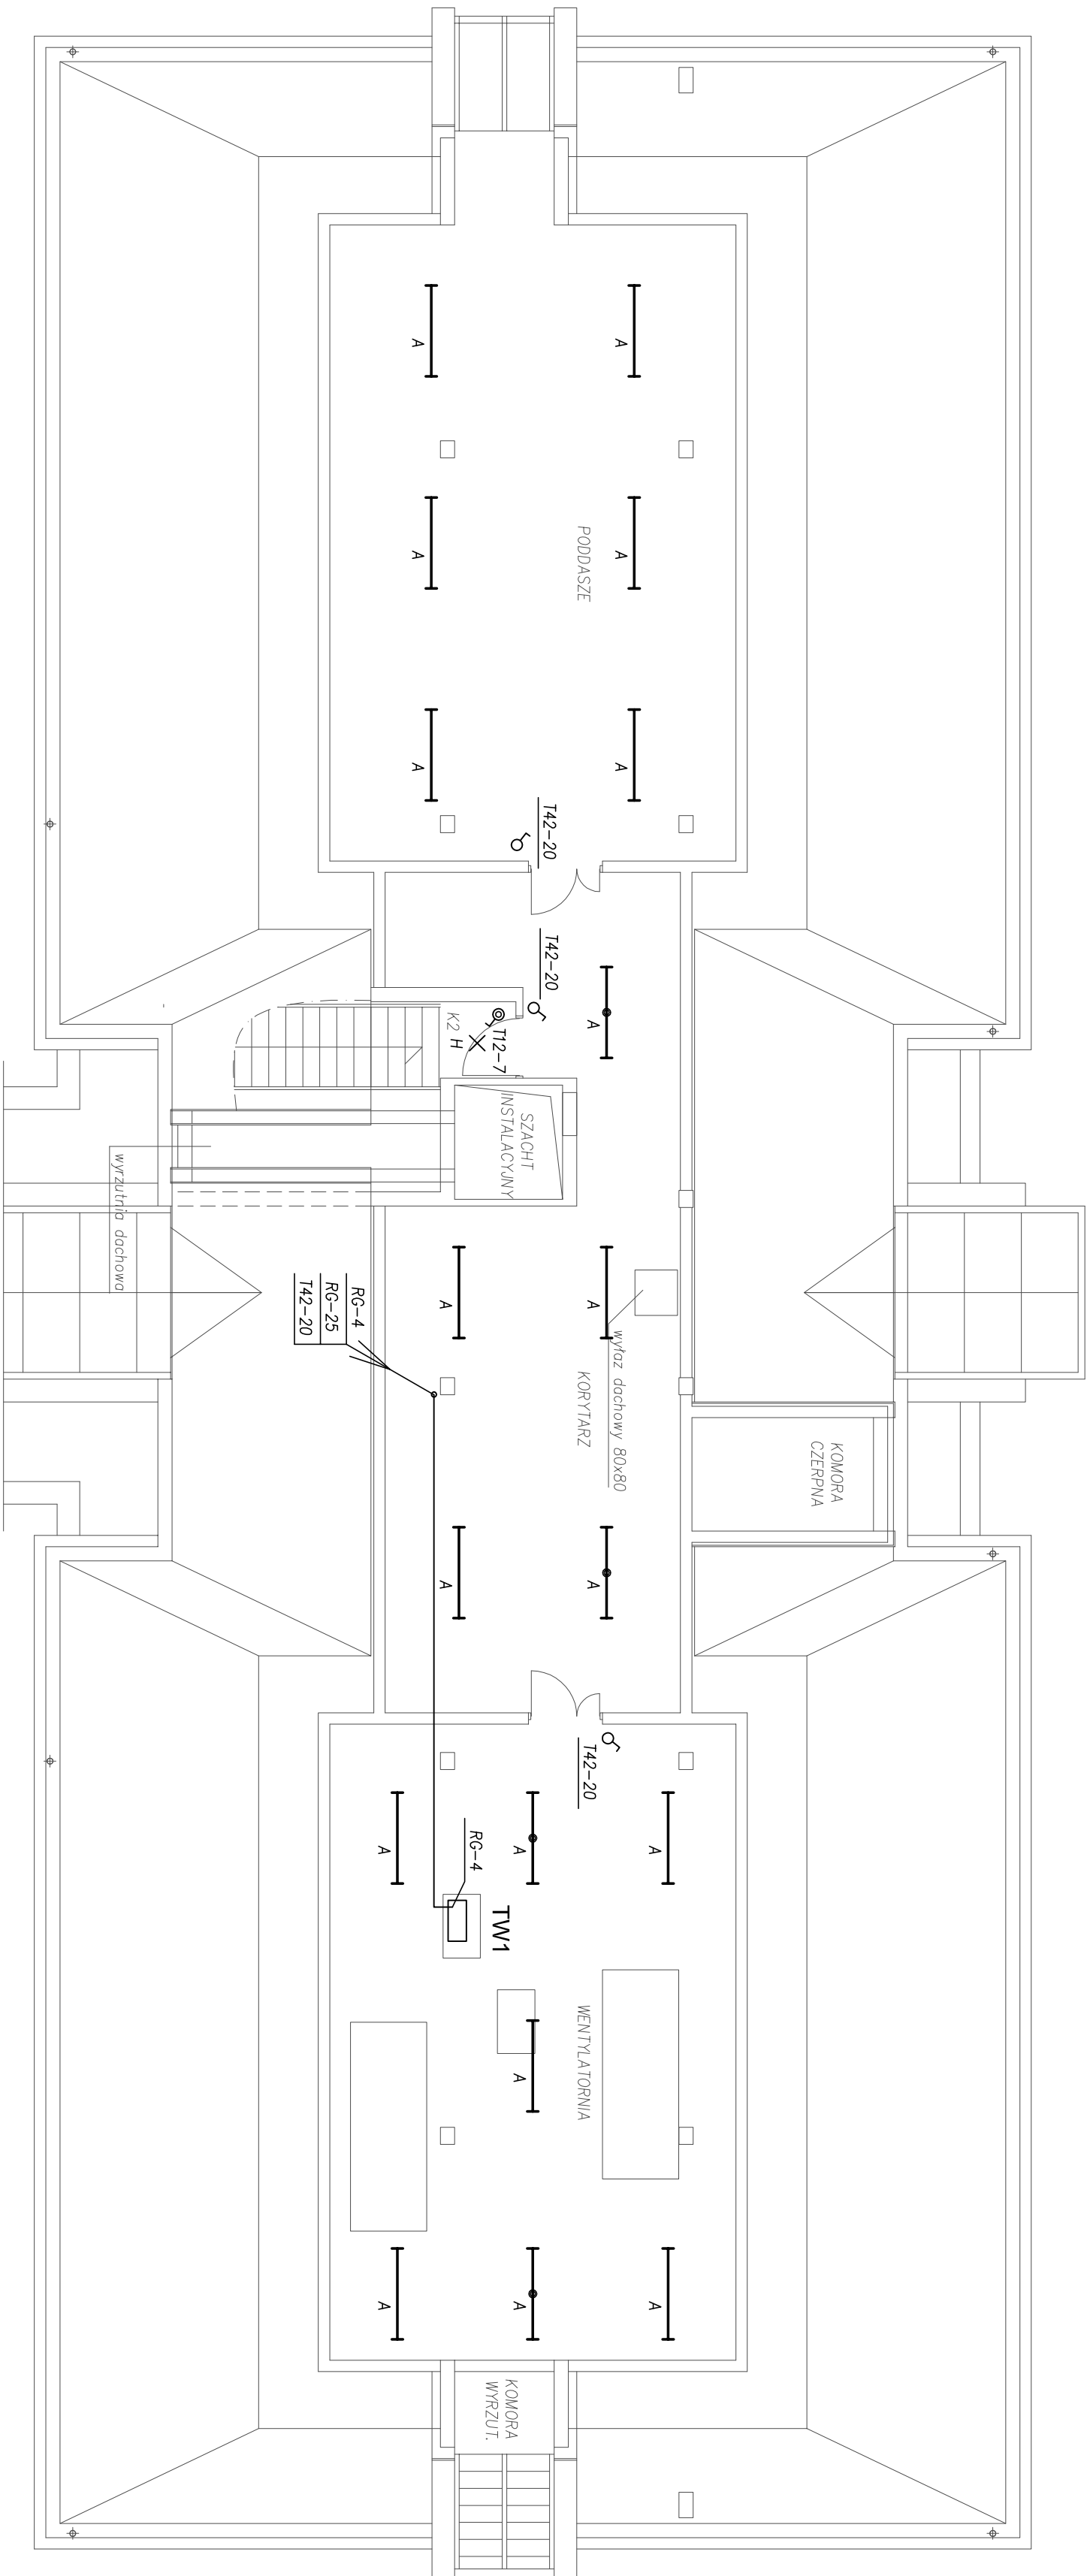 A
A
A
A
PODDASZE
A
A
T42-20
T42-20
A
T12-7
K2 H
SZACHT
INSTALACYJNY
wyrzutnia dachowa
A
A
wyłaz dachowy 80x80
KORYTARZ
RG-4
RG-25
T42-20
KOMORA
CZERPNA
A
A
T42-20
A
A
A
RG-4
TW1
WENTYLATORNIA
A
A
A
A
KOMORA
WYRZUT.